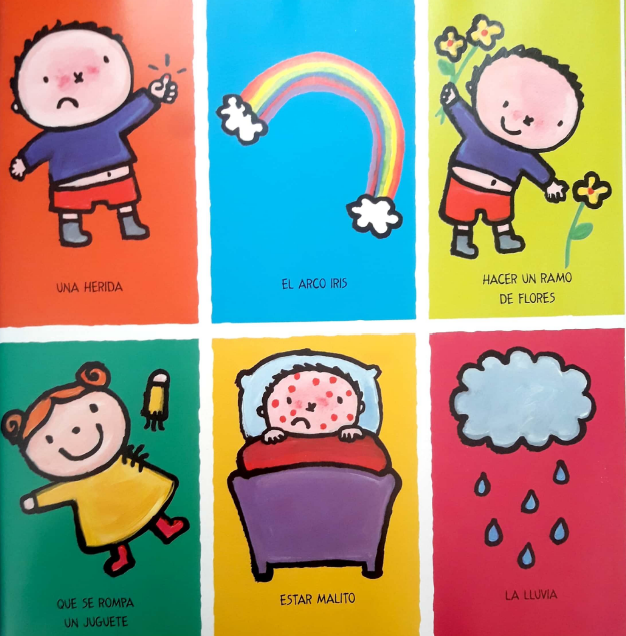 UNA HERIDA
EL ARCO IRIS
HACER UN RAMO
DE FLORES
QUE SE ROMPA
UN JUGUETE
ESTAR MALITO
LA LLUVIA